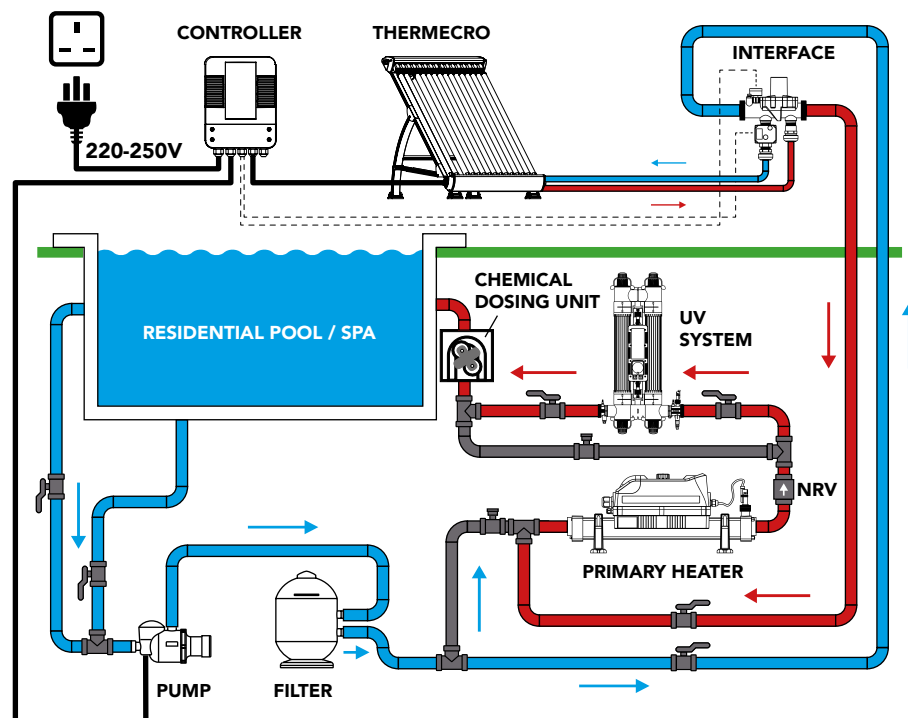 CONTROLLER
THERMECRO
INTERFACE
220-250V
CHEMICAL
DOSING UNIT
UV
SYSTEM
RESIDENTIAL POOL / SPA
NRV
PRIMARY HEATER
PUMP
FILTER